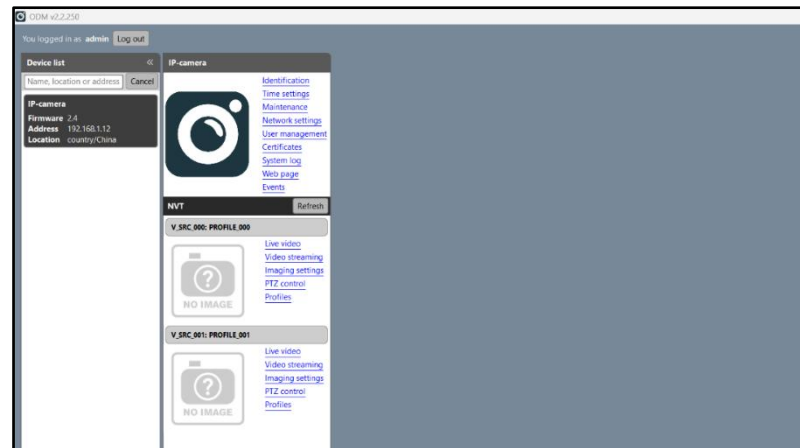 ODM v2.2.250
You logged in as admin Log out
Device list «
Name, location or address Cancel
IP-camera
Firmware 2.4
Address 192.168.1.12
Location country/China
IP-camera
Identification
Time settings
Maintenance
Network settings
User management
Certificates
System log
Web page
Events
NVT Refresh
V_SRC_000: PROFILE_000
NO IMAGE
Live video
Video streaming
Imaging settings
PTZ control
Profiles
V_SRC_001: PROFILE_001
NO IMAGE
Live video
Video streaming
Imaging settings
PTZ control
Profiles